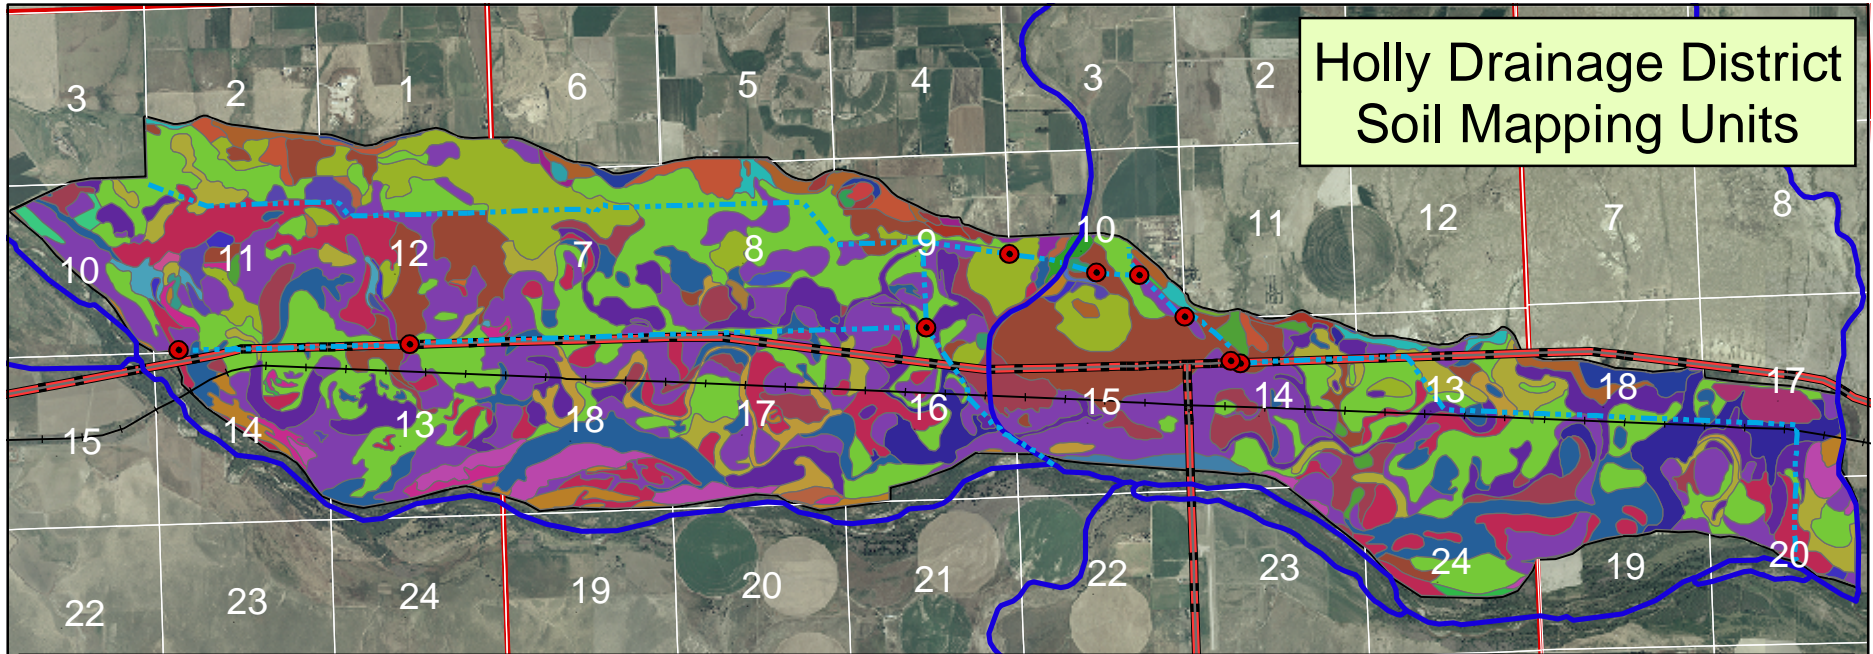 Holly Drainage District
Soil Mapping Units
3 2 1 6 5 4 3 2
10 11 12 7 8 9 10 11 12 7 8
15 14 13 18 17 16 15 14 13 18 17
22 23 24 19 20 21 22 23 24 19 20